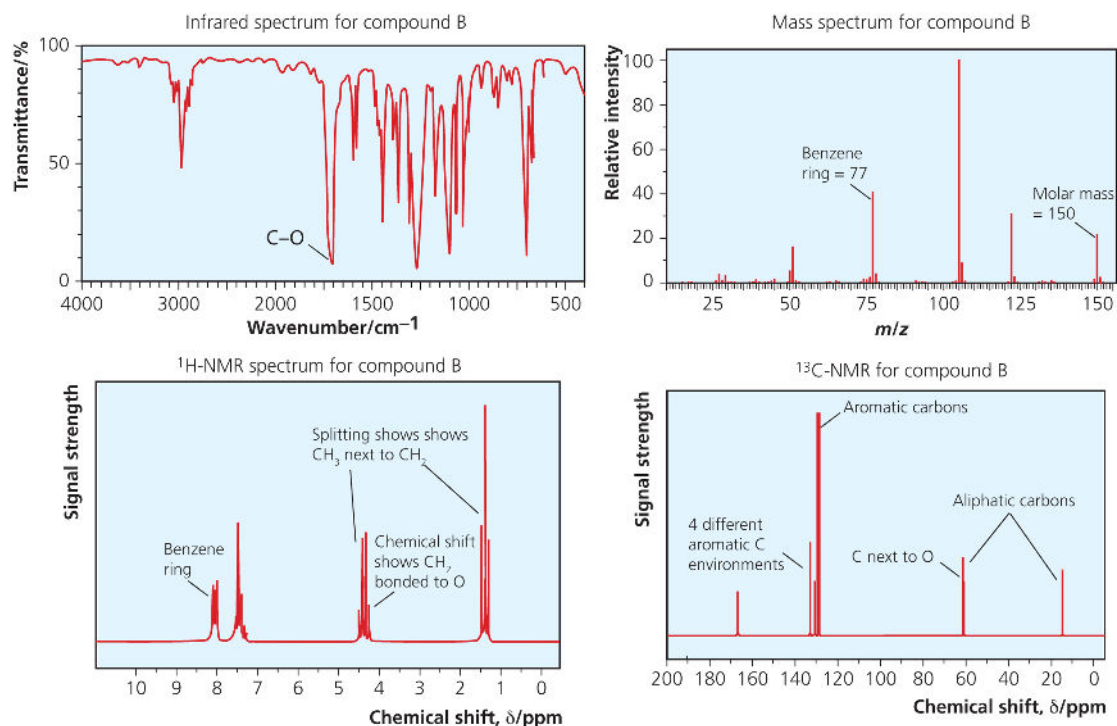 Infrared spectrum for compound B
Transmittance/%
100
50
0
C–O
4000
3000
2000
1500
1000
500
Wavenumber/cm⁻¹
Mass spectrum for compound B
Relative intensity
100
80
60
40
20
0
Benzene
ring = 77
Molar mass
= 150
25
50
75
100
125
150
m/z
¹H-NMR spectrum for compound B
Signal strength
Splitting shows shows
CH₃ next to CH₂
Benzene
ring
Chemical shift
shows CH₂
bonded to O
10
9
8
7
6
5
4
3
2
1
0
Chemical shift, δ/ppm
¹³C-NMR for compound B
Signal strength
Aromatic carbons
4 different
aromatic C
environments
Aliphatic carbons
C next to O
200
160
140
120
100
80
60
40
20
0
Chemical shift, δ/ppm